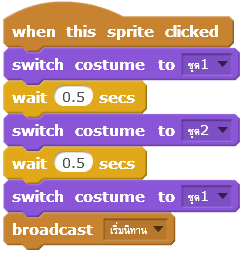 when this sprite clicked
switch costume to ชุด1
wait 0.5 secs
switch costume to ชุด2
wait 0.5 secs
switch costume to ชุด1
broadcast เริ่มนิทาน